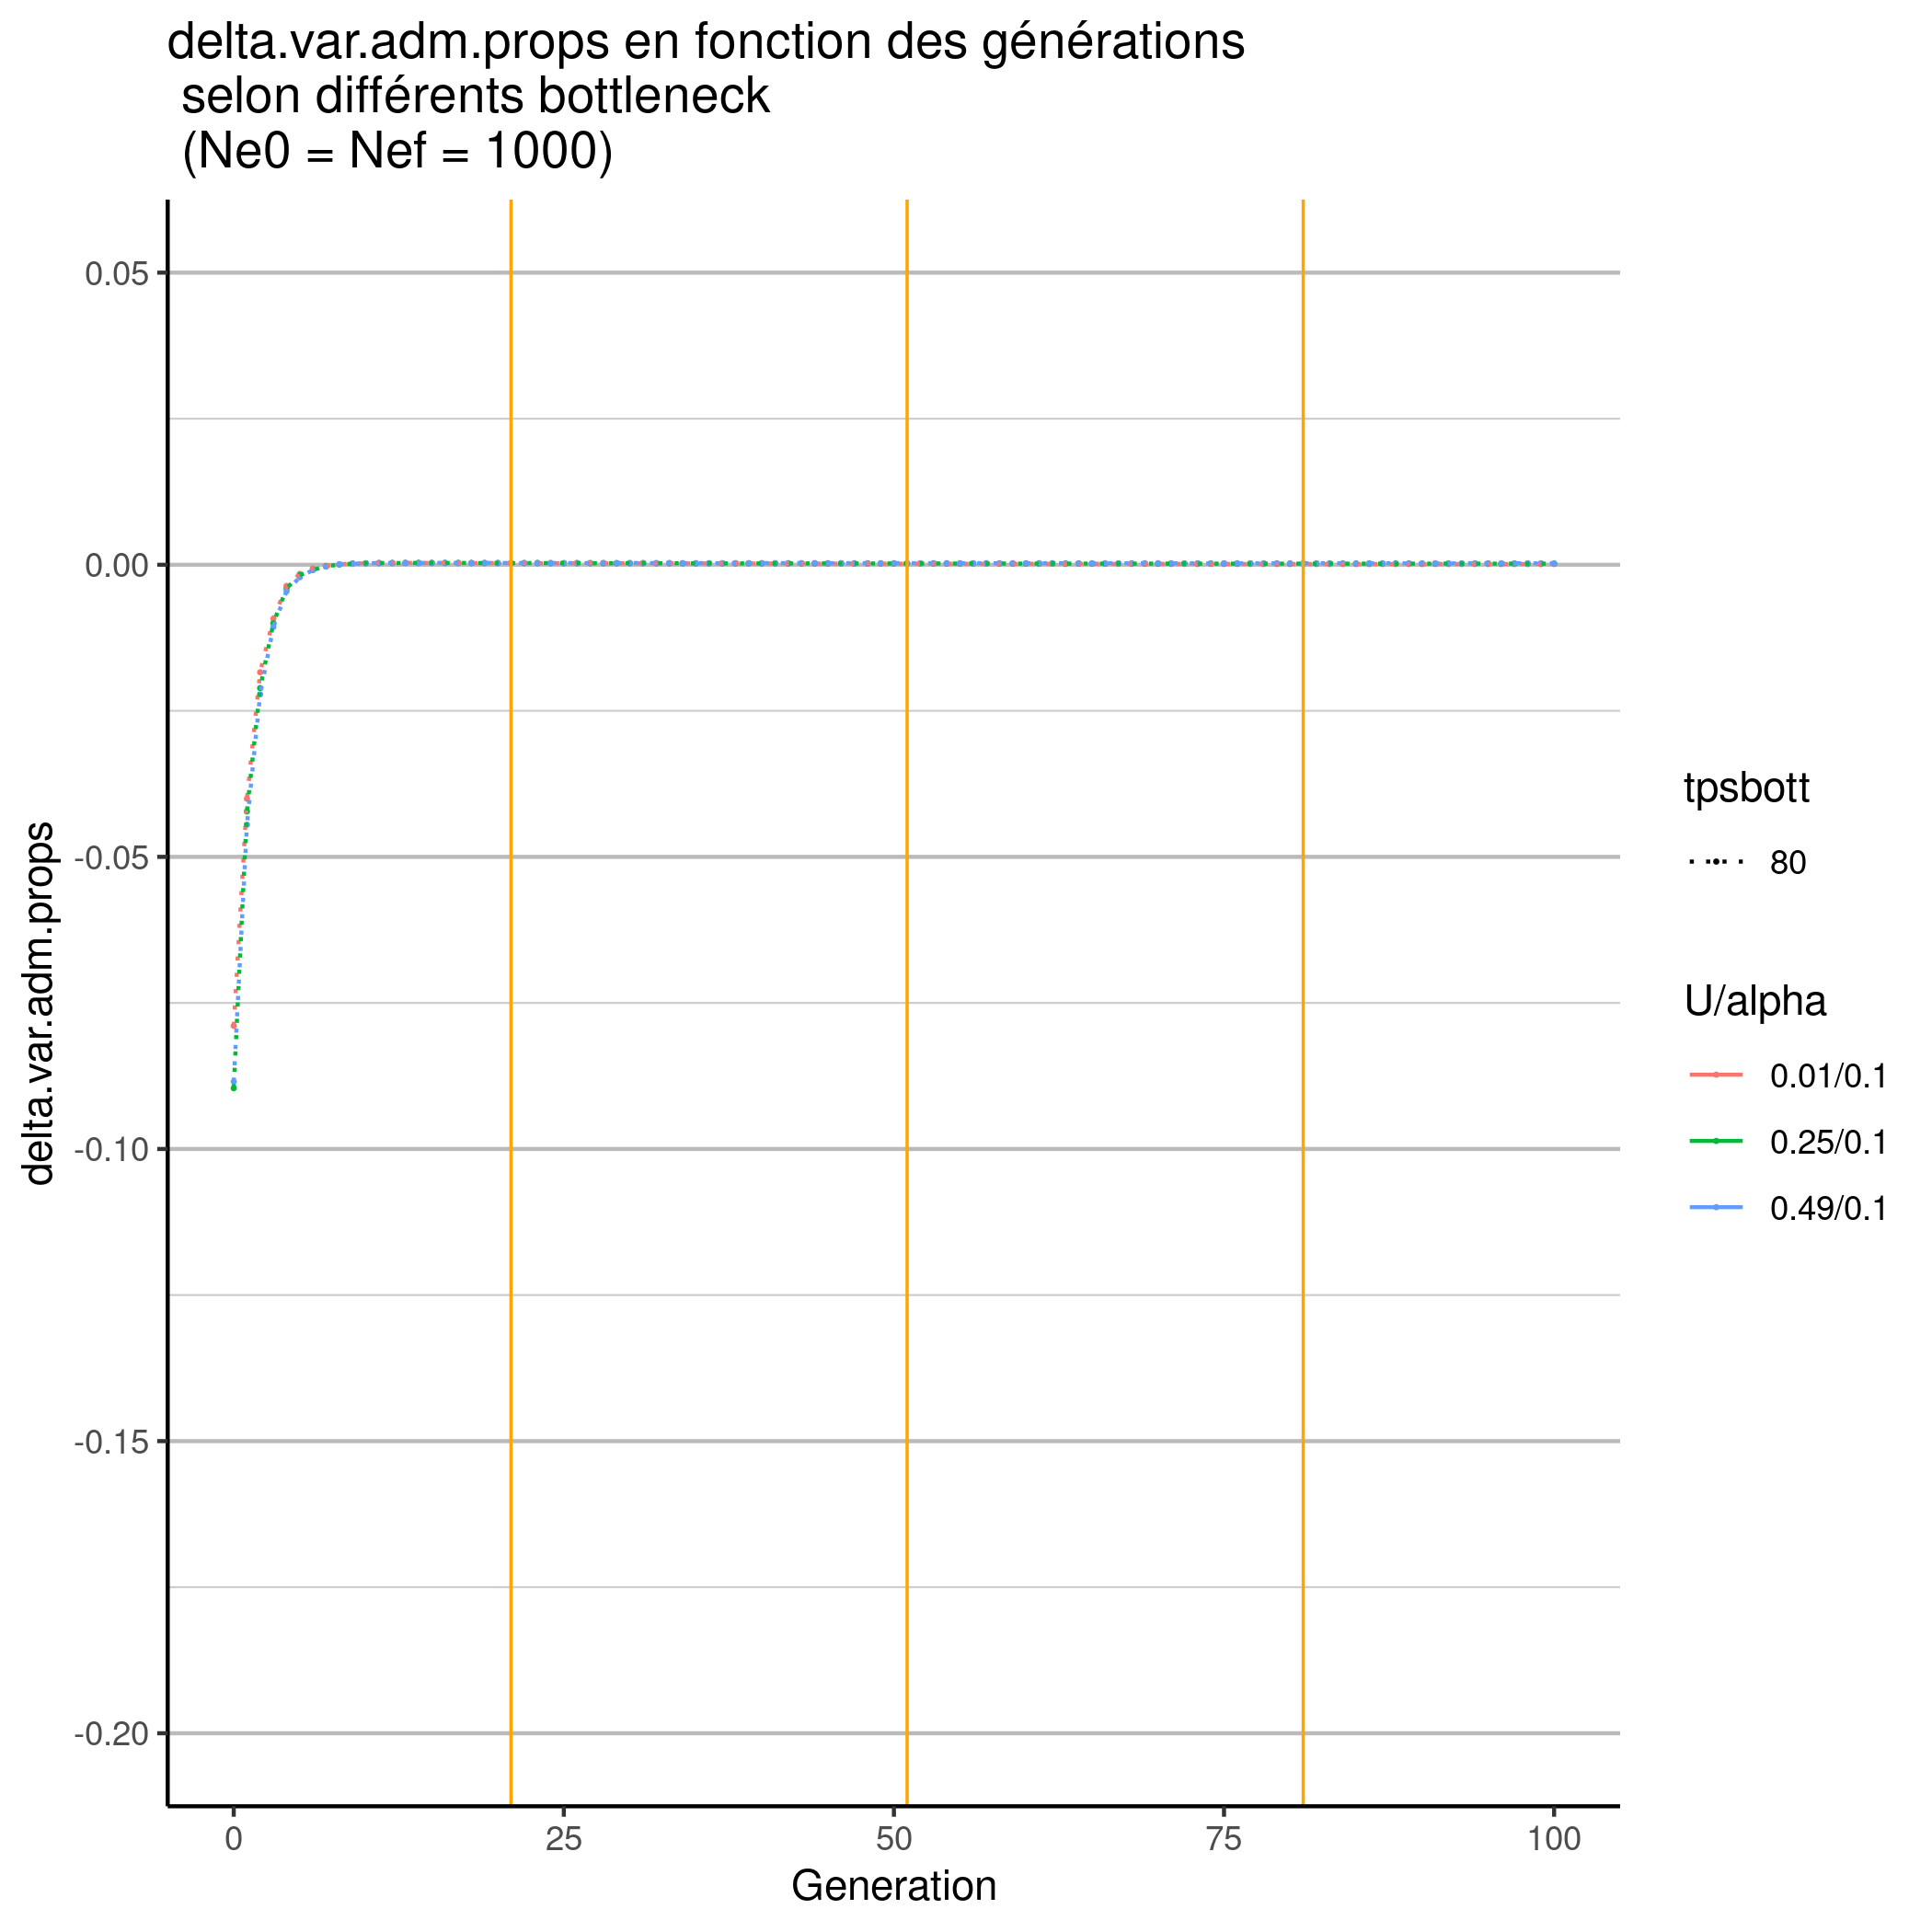 delta.var.adm.props en fonction des générations
selon différents bottleneck
(Ne0 = Nef = 1000)
delta.var.adm.props
0.05
0.00
-0.05
-0.10
-0.15
-0.20
0
25
50
75
100
Generation
tpsbott
80
U/alpha
0.01/0.1
0.25/0.1
0.49/0.1